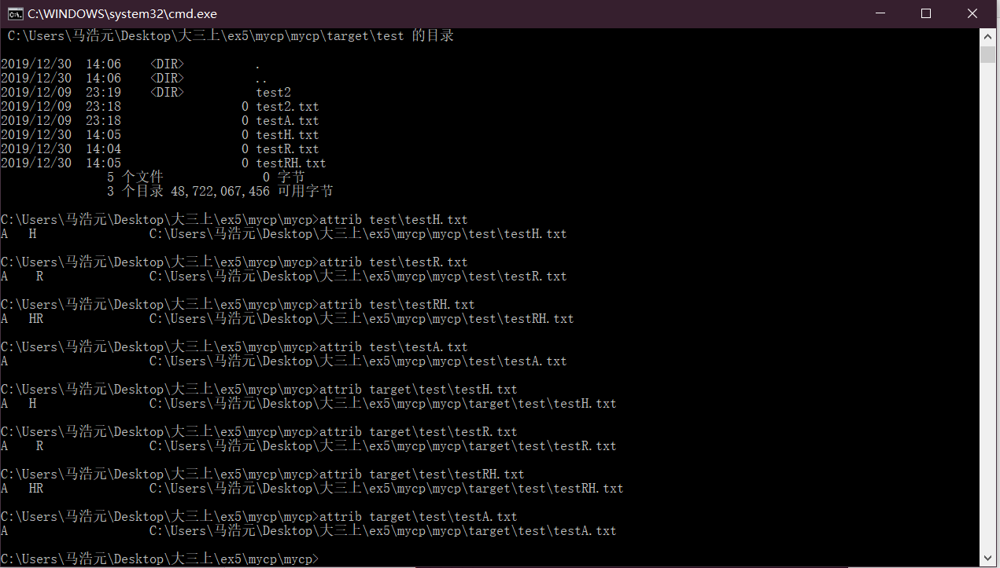 C:\WINDOWS\system32\cmd.exe
C:\Users\马浩元\Desktop\大三上\ex5\mycp\mycp\target\test 的目录
2019/12/30  14:06    <DIR>          .
2019/12/30  14:06    <DIR>          ..
2019/12/09  23:19    <DIR>          test2
2019/12/09  23:18                 0 test2.txt
2019/12/09  23:18                 0 testA.txt
2019/12/30  14:05                 0 testH.txt
2019/12/30  14:04                 0 testR.txt
2019/12/30  14:05                 0 testRH.txt
5 个文件              0 字节
3 个目录 48,722,067,456 可用字节
C:\Users\马浩元\Desktop\大三上\ex5\mycp\mycp>attrib test\testH.txt
A   H                C:\Users\马浩元\Desktop\大三上\ex5\mycp\mycp\test\testH.txt
C:\Users\马浩元\Desktop\大三上\ex5\mycp\mycp>attrib test\testR.txt
A    R               C:\Users\马浩元\Desktop\大三上\ex5\mycp\mycp\test\testR.txt
C:\Users\马浩元\Desktop\大三上\ex5\mycp\mycp>attrib test\testRH.txt
A   HR               C:\Users\马浩元\Desktop\大三上\ex5\mycp\mycp\test\testRH.txt
C:\Users\马浩元\Desktop\大三上\ex5\mycp\mycp>attrib test\testA.txt
A                    C:\Users\马浩元\Desktop\大三上\ex5\mycp\mycp\test\testA.txt
C:\Users\马浩元\Desktop\大三上\ex5\mycp\mycp>attrib target\test\testH.txt
A   H                C:\Users\马浩元\Desktop\大三上\ex5\mycp\mycp\target\test\testH.txt
C:\Users\马浩元\Desktop\大三上\ex5\mycp\mycp>attrib target\test\testR.txt
A    R               C:\Users\马浩元\Desktop\大三上\ex5\mycp\mycp\target\test\testR.txt
C:\Users\马浩元\Desktop\大三上\ex5\mycp\mycp>attrib target\test\testRH.txt
A   HR               C:\Users\马浩元\Desktop\大三上\ex5\mycp\mycp\target\test\testRH.txt
C:\Users\马浩元\Desktop\大三上\ex5\mycp\mycp>attrib target\test\testA.txt
A                    C:\Users\马浩元\Desktop\大三上\ex5\mycp\mycp\target\test\testA.txt
C:\Users\马浩元\Desktop\大三上\ex5\mycp\mycp>